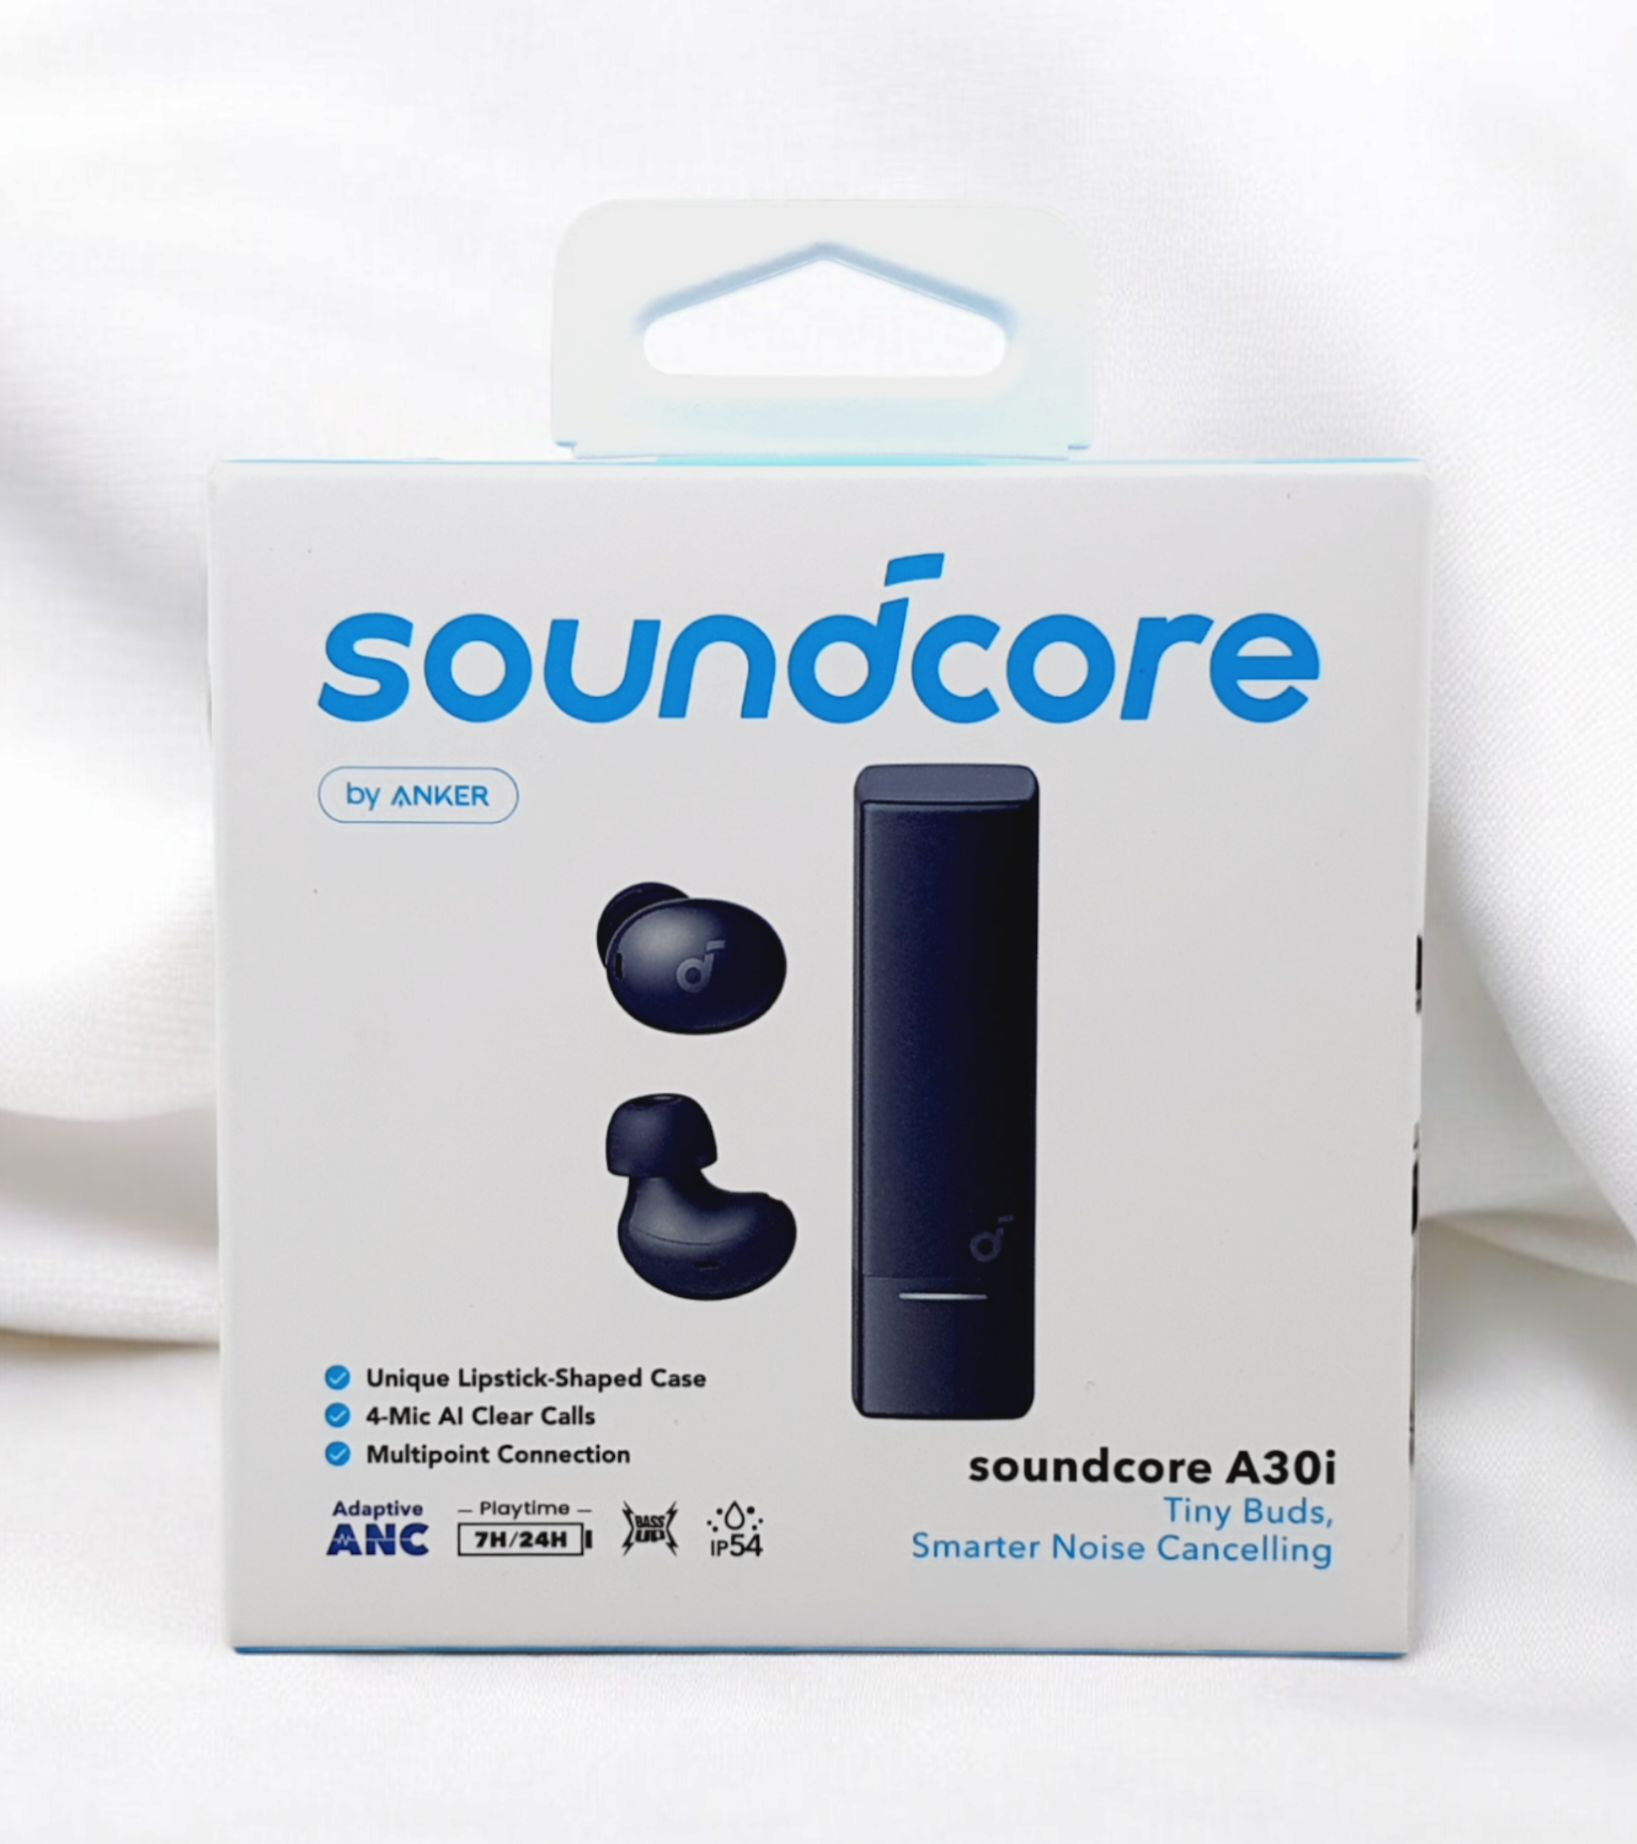 soundcore
by ANKER
Unique Lipstick-Shaped Case
4-Mic AI Clear Calls
Multipoint Connection
Adaptive
ANC
Playtime
7H/24H
BASS
UP
IP54
soundcore A30i
Tiny Buds,
Smarter Noise Cancelling